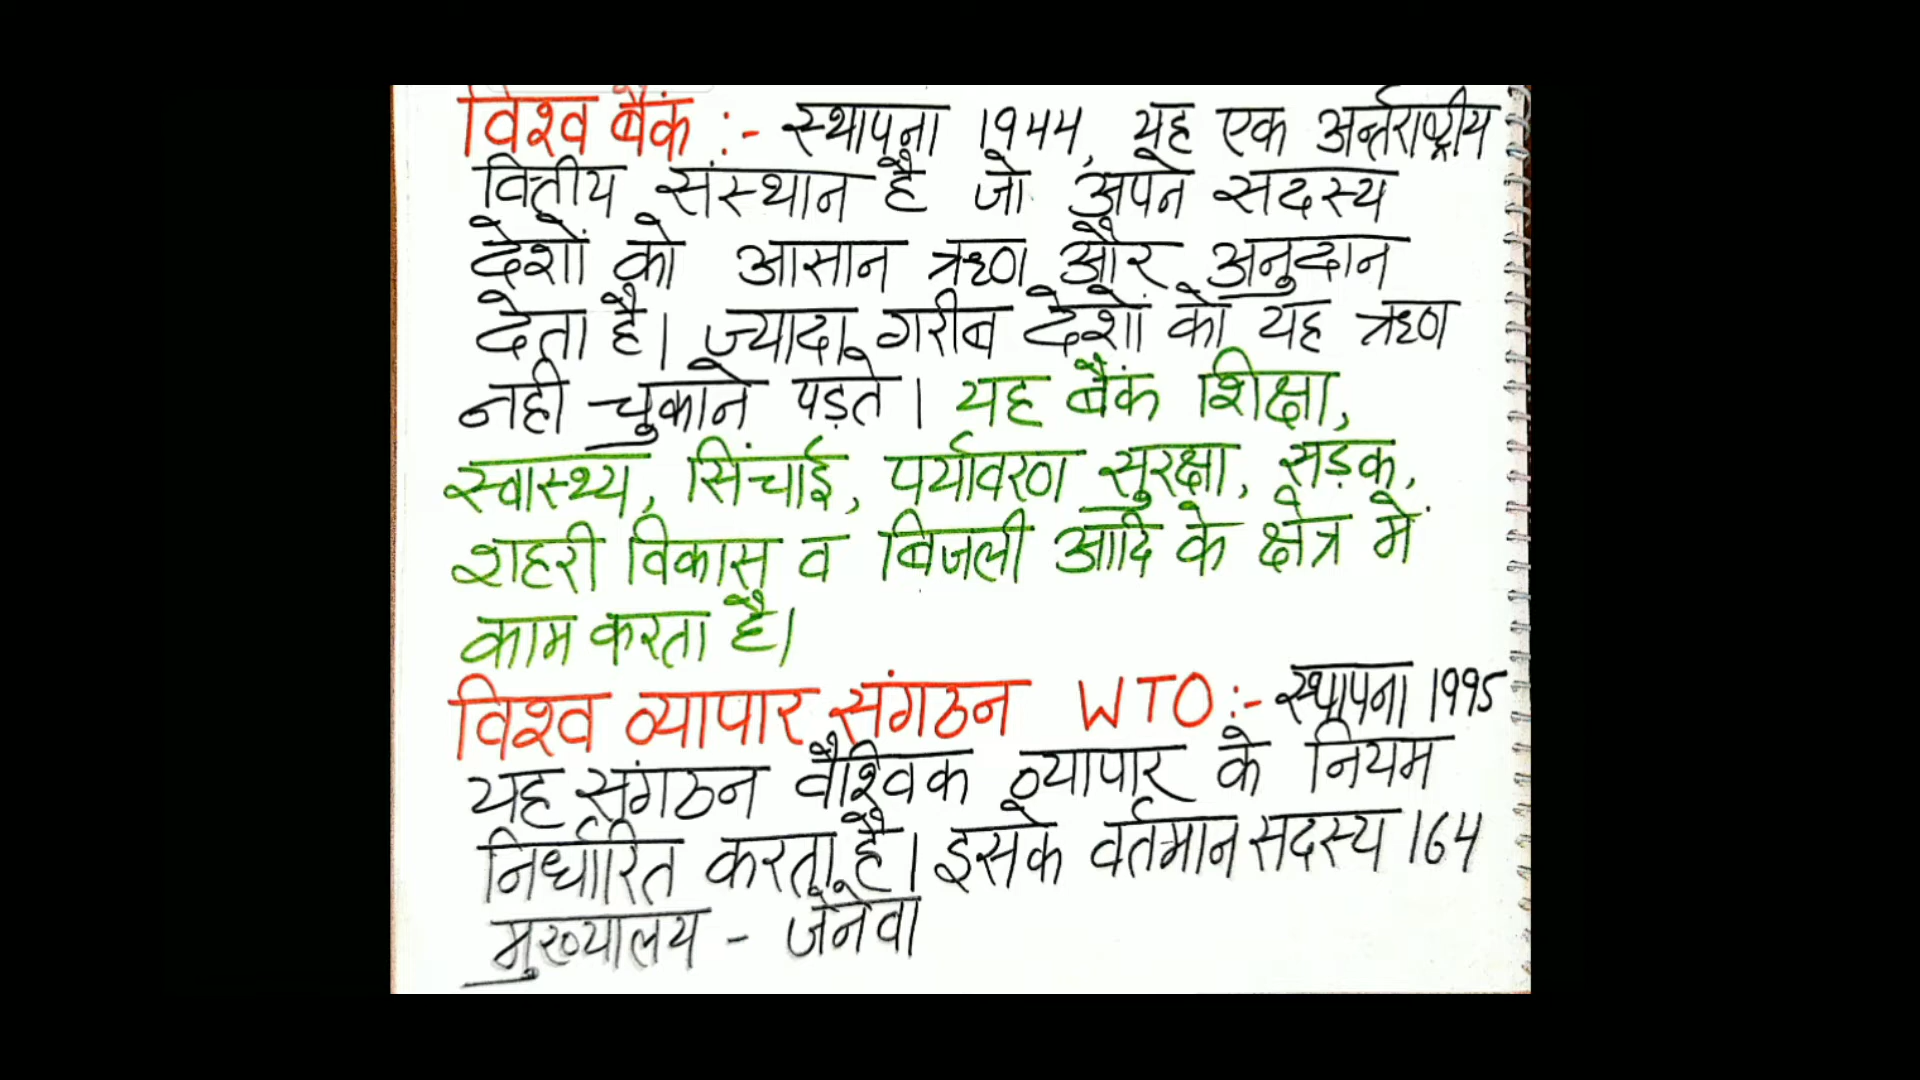 विश्व बैंक :- स्थापना 1944, यह एक अर्न्तराष्ट्रीय
वित्तीय संस्थान है जो अपने सदस्य
देशों को आसान ऋण और अनुदान
देता है। ज्यादा गरीब देशों को यह ऋण
नही चुकाने पड़ते। यह बैंक शिक्षा,
स्वास्थ्य, सिंचाई, पर्यावरण सुरक्षा, सड़क,
शहरी विकास व बिजली आदि के क्षेत्र में
काम करता है।
विश्व व्यापार संगठन WTO :- स्थापना 1995
यह संगठन वैश्विक व्यापार के नियम
निर्धारित करता है। इसके वर्तमान सदस्य 164
मुख्यालय - जेनेवा